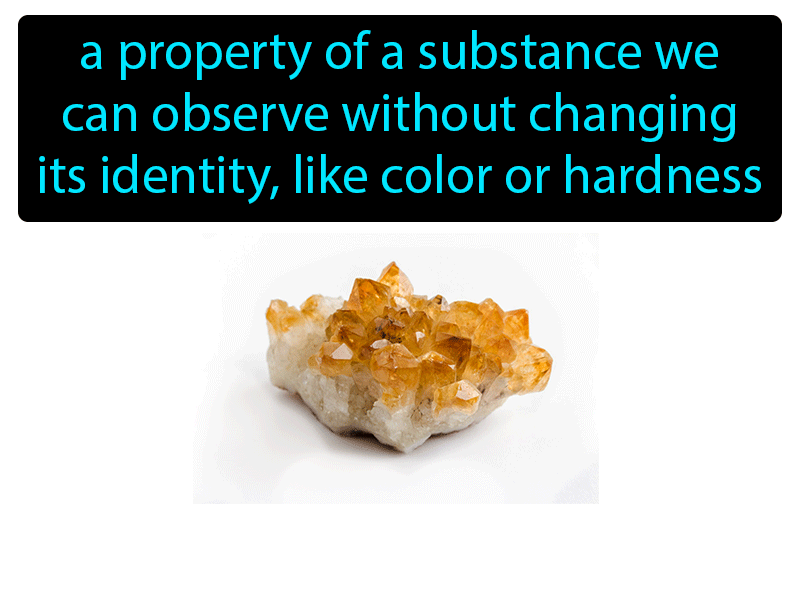 a property of a substance we
can observe without changing
its identity, like color or hardness